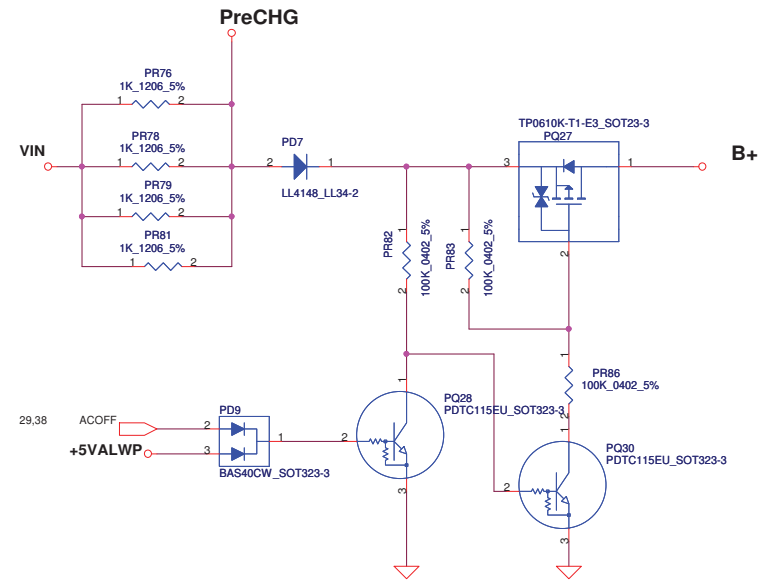 PreCHG
PR76
1K_1206_5%
1 2
PR78
1K_1206_5%
1 2
VIN
PR79
1K_1206_5%
1 2
PR81
1K_1206_5%
1 2
PD7
2 1
LL4148_LL34-2
TP0610K-T1-E3_SOT23-3
PQ27
3 1
2
B+
PR82
100K_0402_5%
1 2
PR83
100K_0402_5%
1 2
PR86
100K_0402_5%
1 2
29,38
ACOFF
+5VALWP
PD9
2
3
1
BAS40CW_SOT323-3
PQ28
PDTC115EU_SOT323-3
1
2
3
PQ30
PDTC115EU_SOT323-3
1
2
3